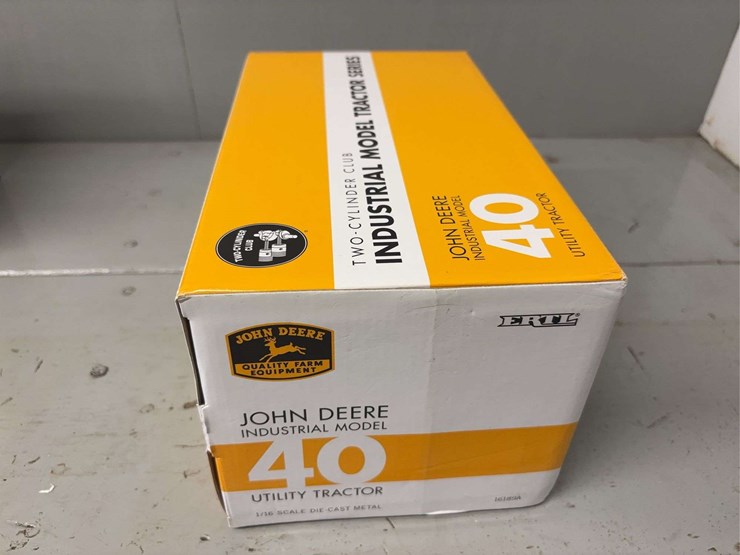 TWO-CYLINDER CLUB
INDUSTRIAL MODEL TRACTOR SERIES
TWO-CYLINDER
CLUB
JOHN DEERE
INDUSTRIAL MODEL
40
UTILITY TRACTOR
ERTL
JOHN DEERE
QUALITY FARM
EQUIPMENT
JOHN DEERE
INDUSTRIAL MODEL
40
UTILITY TRACTOR
1/16 SCALE DIE-CAST METAL